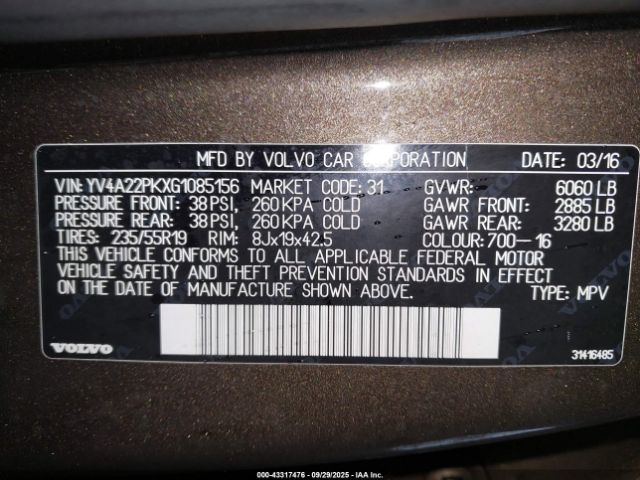 MFD BY VOLVO CAR CORPORATION DATE: 03/16
VIN: YV4A22PKXG1085156 MARKET CODE: 31 GVWR: 6060 LB
PRESSURE FRONT: 38 PSI, 260 KPA COLD GAWR FRONT: 2885 LB
PRESSURE REAR: 38 PSI, 260 KPA COLD GAWR REAR: 3280 LB
TIRES: 235/55R19 RIM: 8Jx19x42.5 COLOUR: 700-16
THIS VEHICLE CONFORMS TO ALL APPLICABLE FEDERAL MOTOR
VEHICLE SAFETY AND THEFT PREVENTION STANDARDS IN EFFECT
ON THE DATE OF MANUFACTURE SHOWN ABOVE. TYPE: MPV
VOLVO 31416485
000-43317476 - 09/29/2025 - IAAI.COM